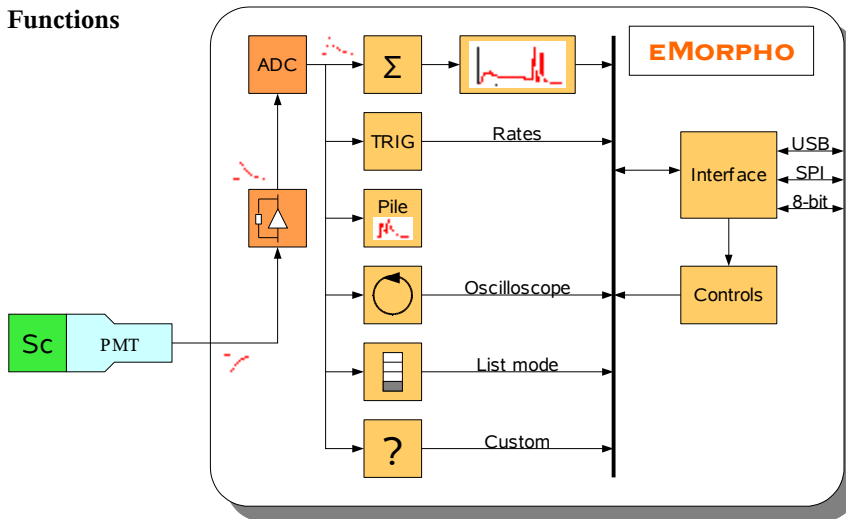 Functions
ADC
Σ
EMORPHO
TRIG
Rates
Pile
Interface
USB
SPI
8-bit
Oscilloscope
Controls
Sc
PMT
List mode
?
Custom